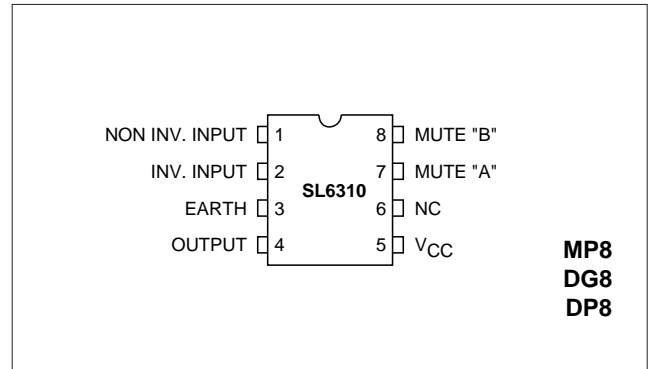 NON INV. INPUT 1 8 MUTE "B"
INV. INPUT 2 7 MUTE "A"
SL6310
EARTH 3 6 NC
OUTPUT 4 5 VCC
MP8
DG8
DP8